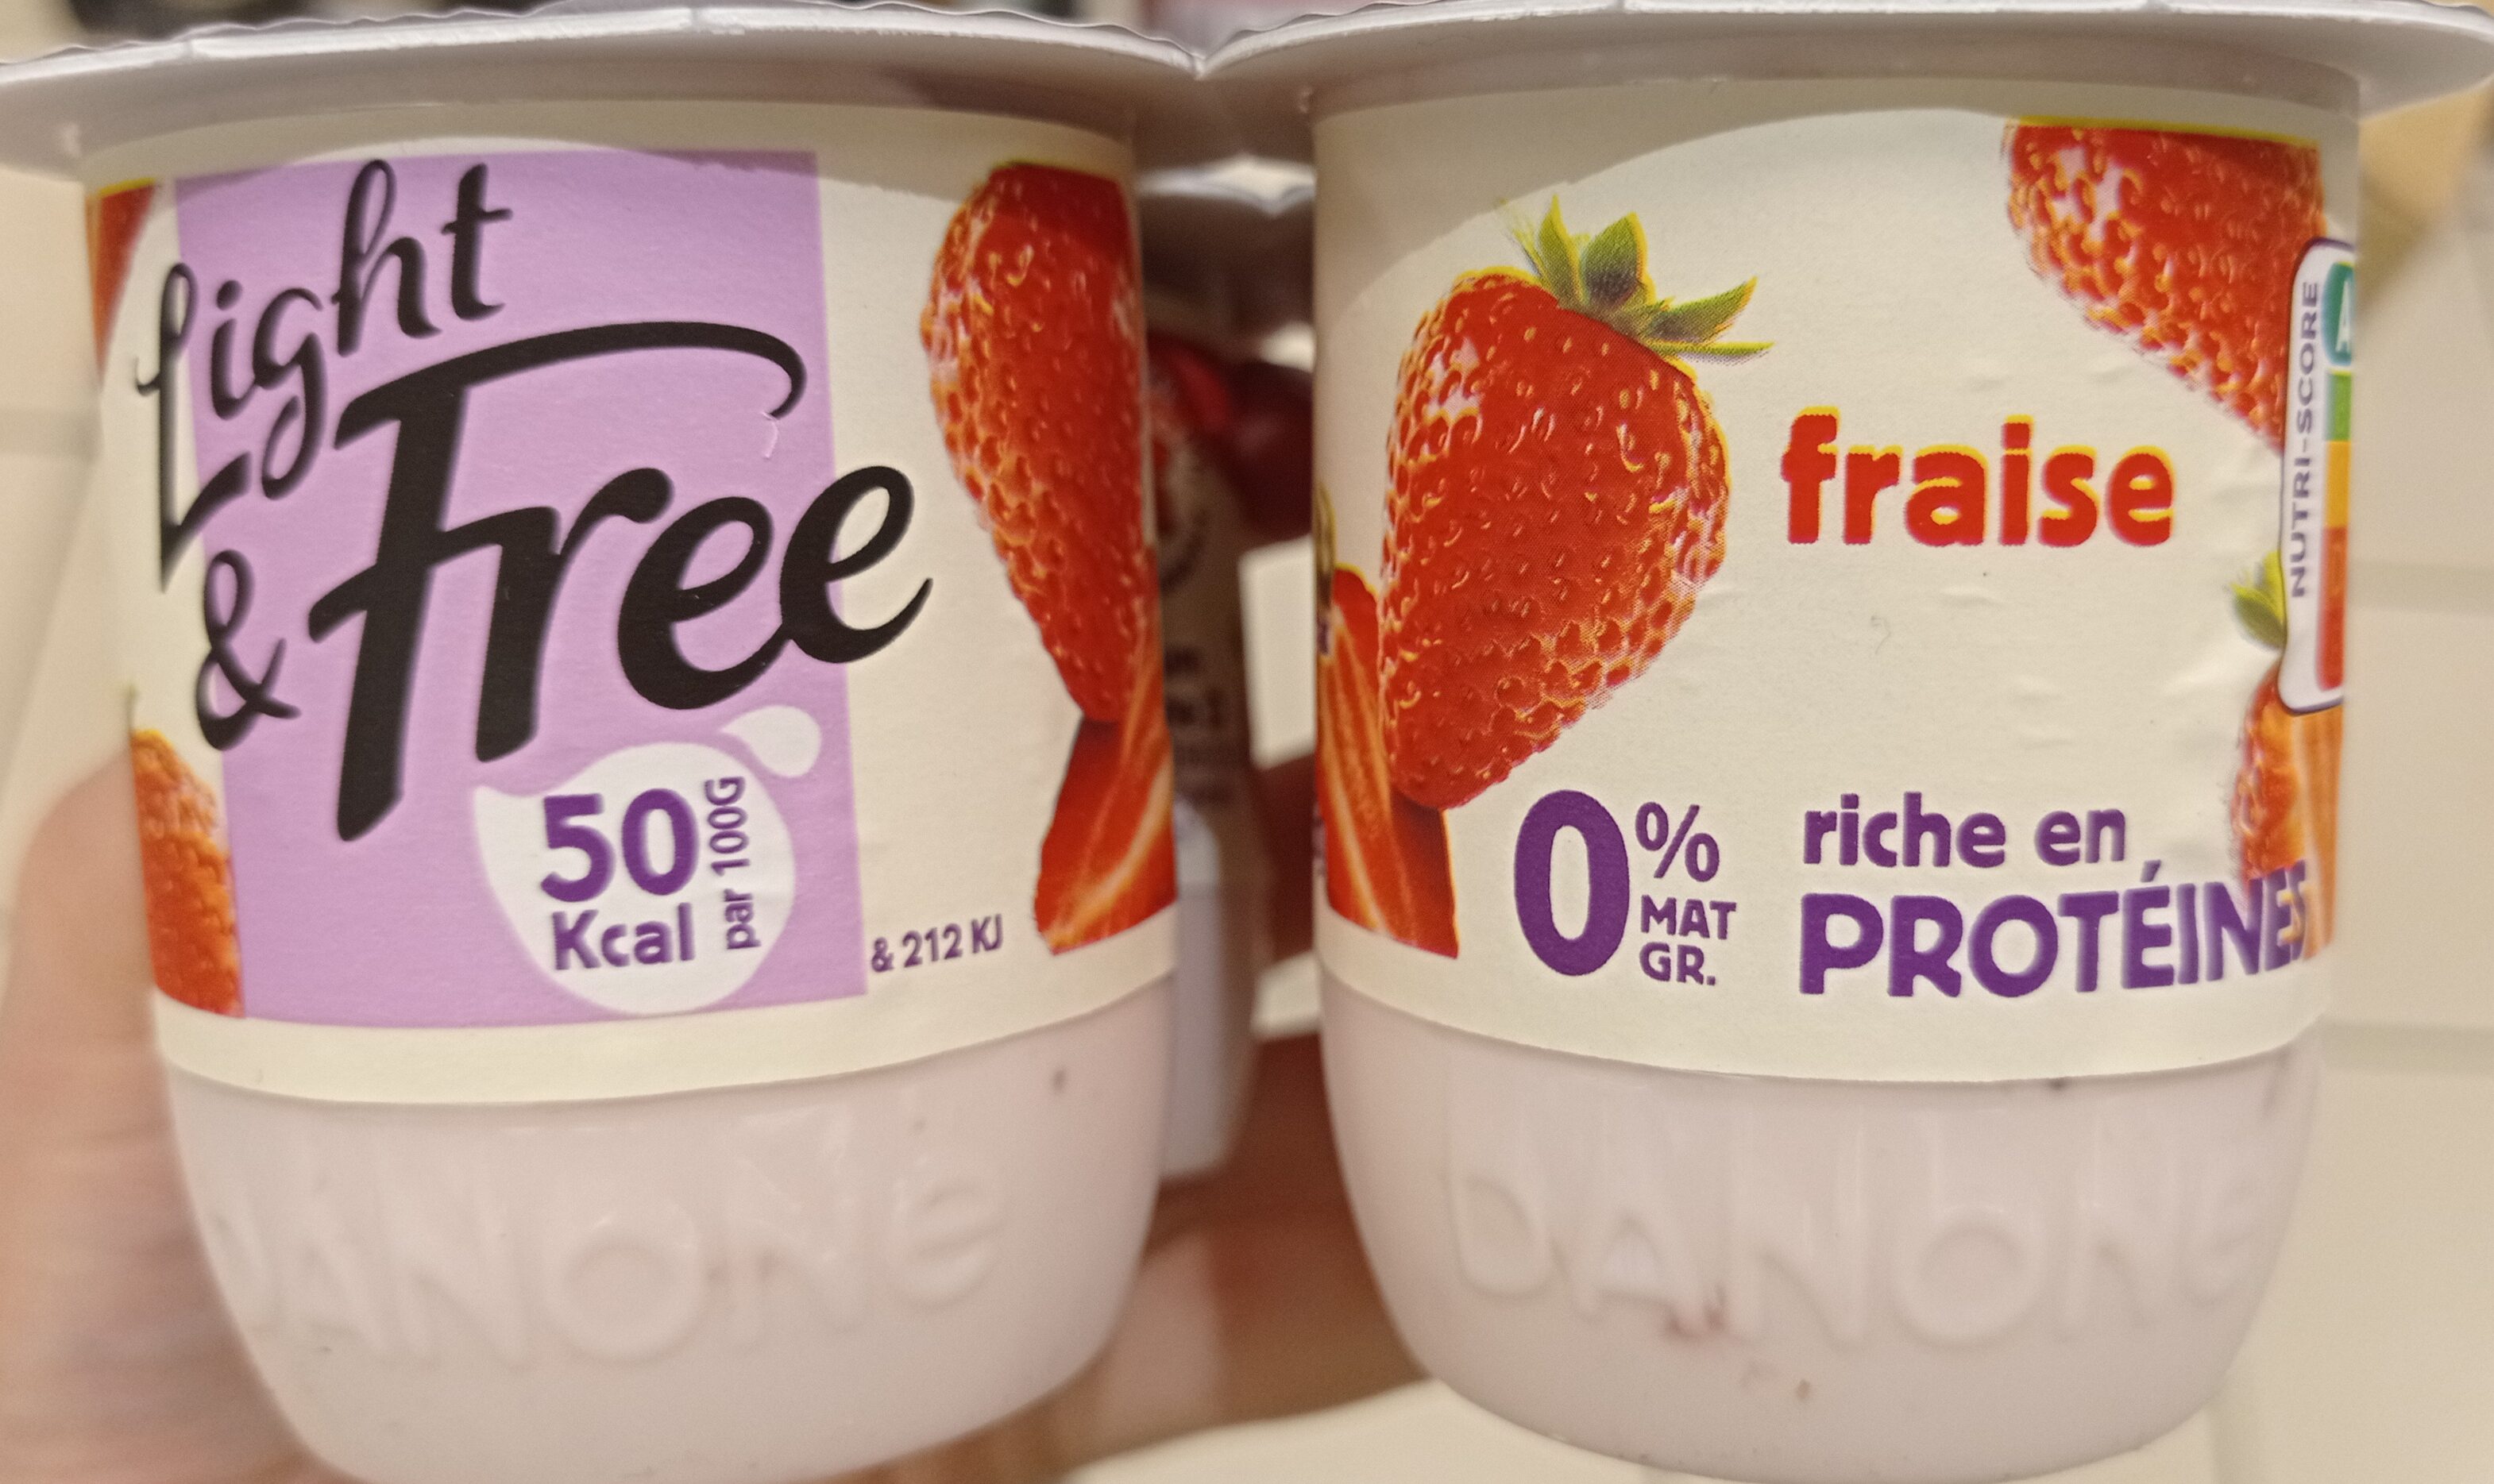 Light
& Free
50
Kcal
par 100G
& 212 KJ
DANONE
fraise
0 %
MAT
GR.
riche en
PROTÉINES
NUTRI-SCORE
A
DANONE